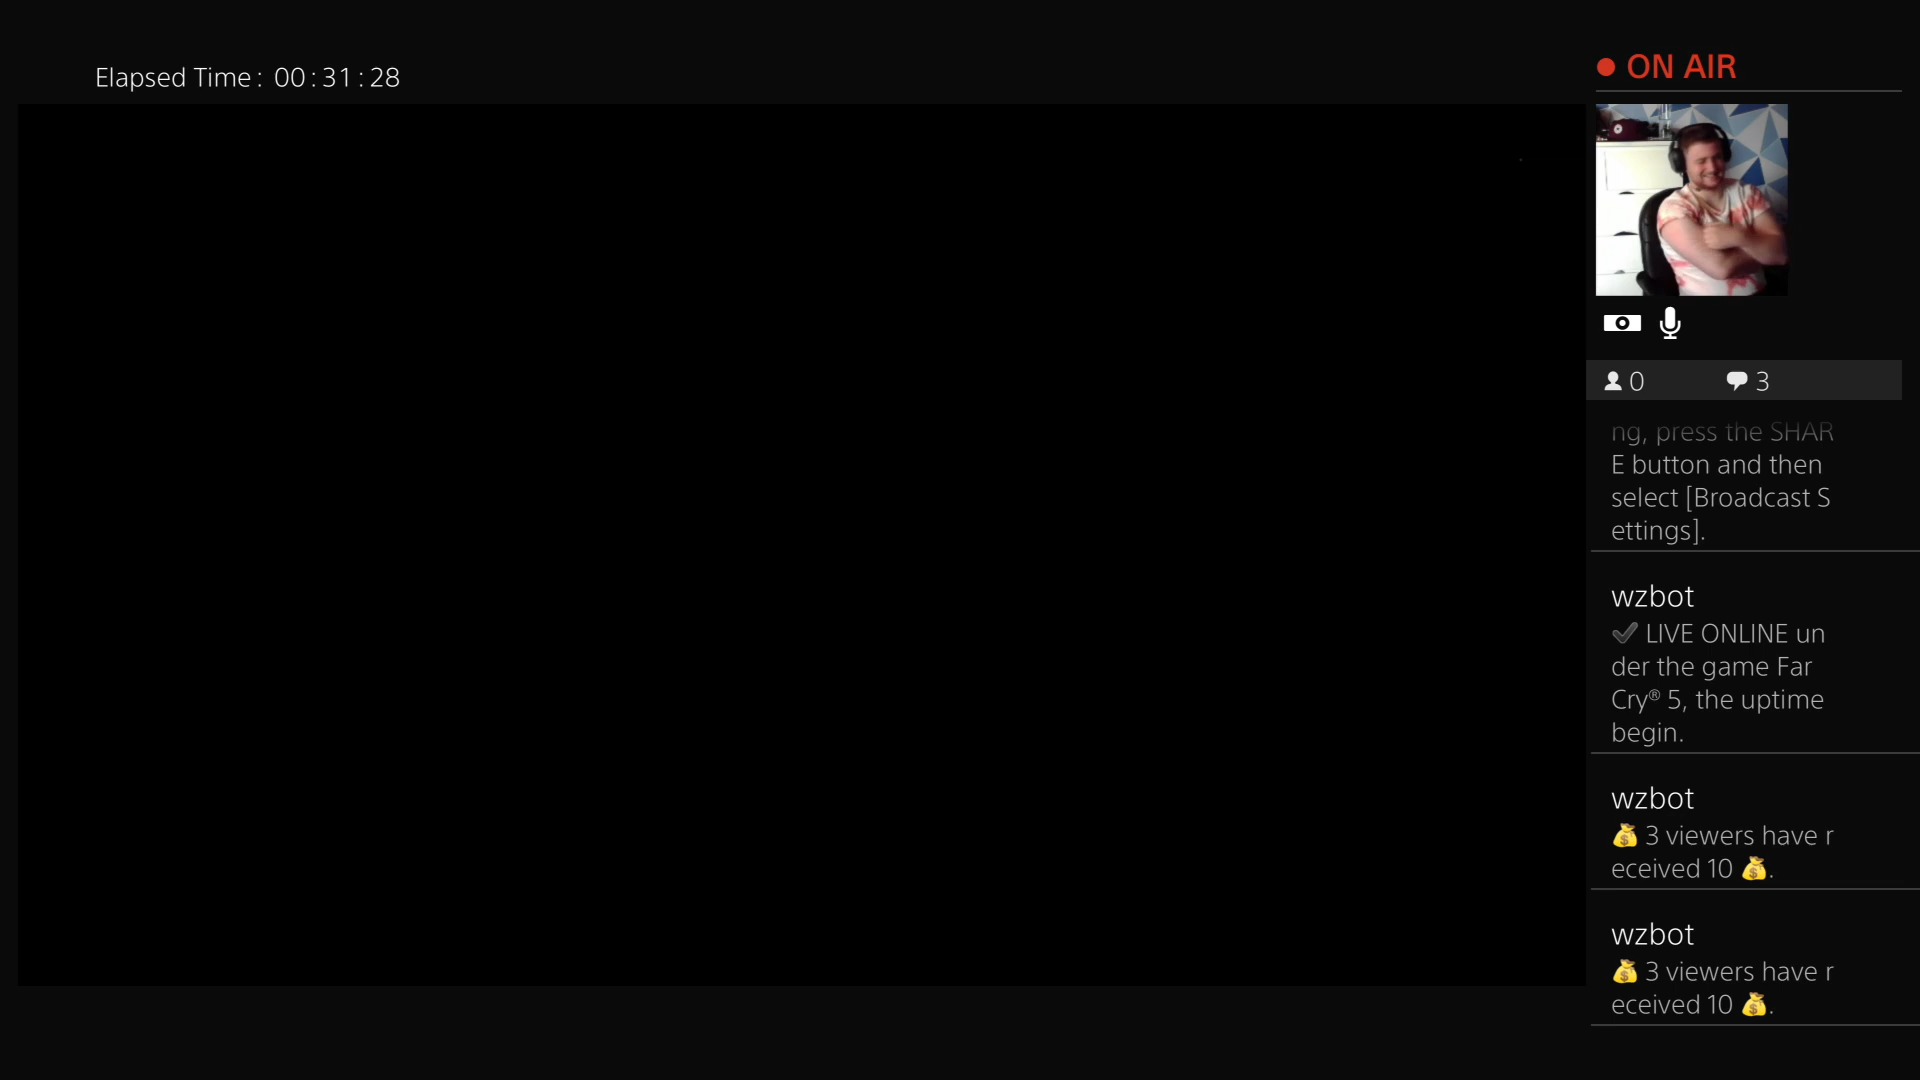 Elapsed Time: 00:31:28
ON AIR
0
3
ng, press the SHAR
E button and then
select [Broadcast S
ettings].
wzbot
✔ LIVE ONLINE un
der the game Far
Cry® 5, the uptime
begin.
wzbot
💰 3 viewers have r
eceived 10 💰.
wzbot
💰 3 viewers have r
eceived 10 💰.